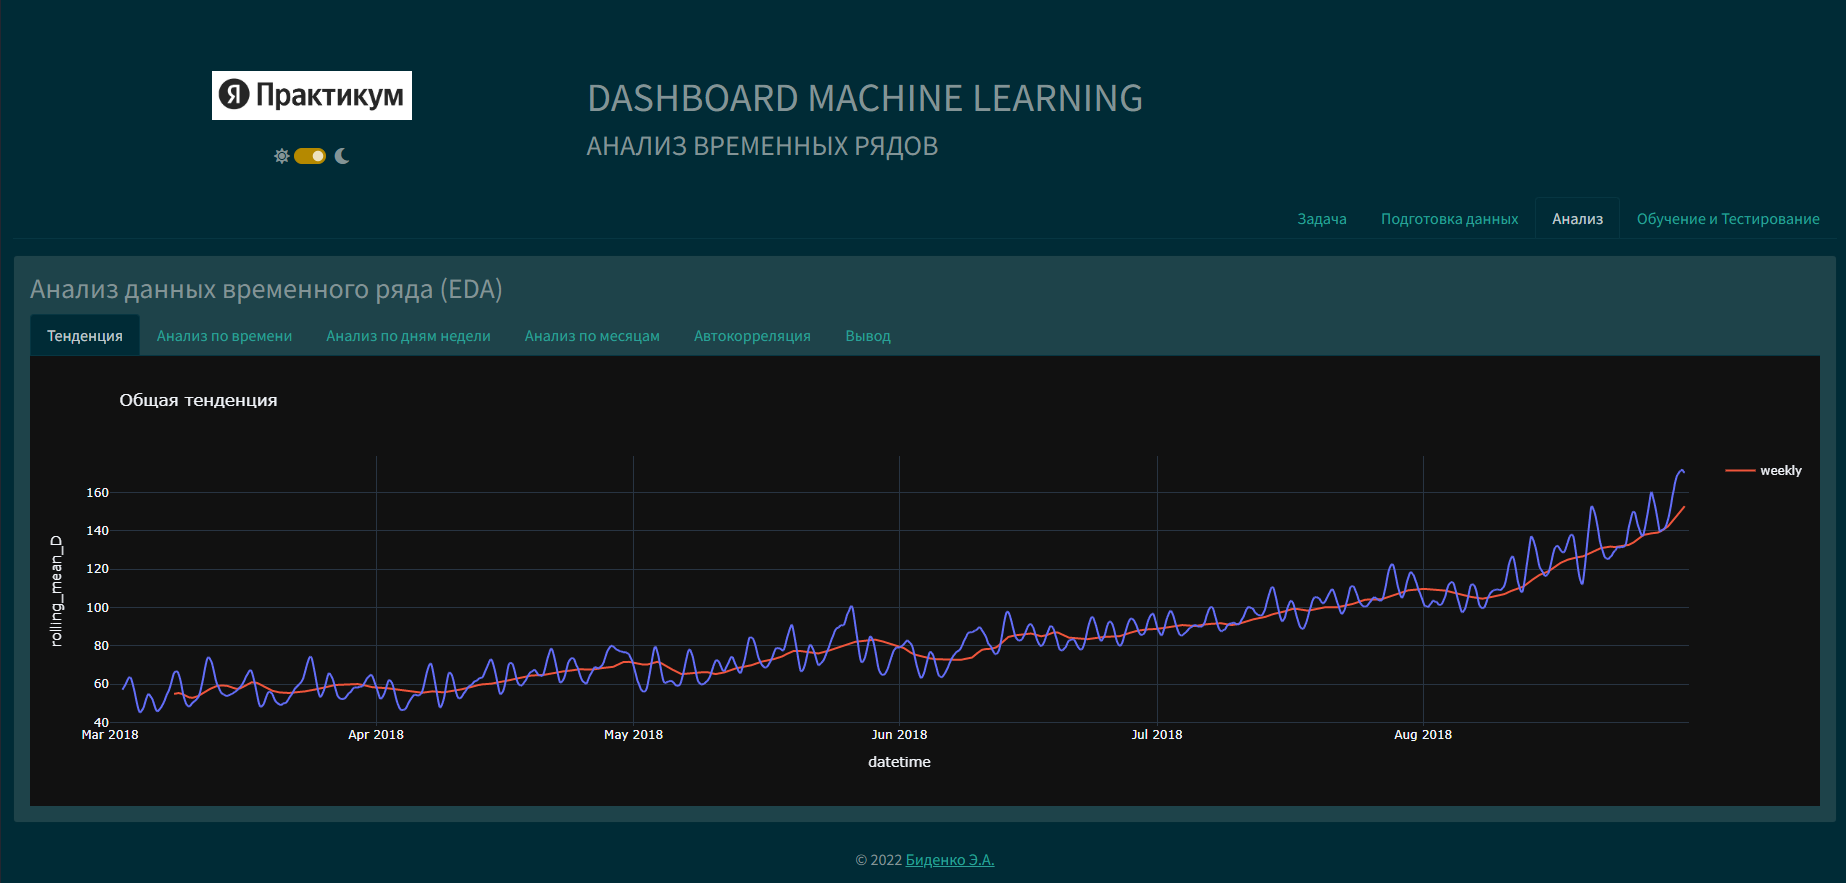 Я Практикум
DASHBOARD MACHINE LEARNING
АНАЛИЗ ВРЕМЕННЫХ РЯДОВ
Задача Подготовка данных Анализ Обучение и Тестирование
Анализ данных временного ряда (EDA)
Тенденция Анализ по времени Анализ по дням недели Анализ по месяцам Автокорреляция Вывод
Общая тенденция
weekly
rolling_mean_D
160
140
120
100
80
60
40
Mar 2018 Apr 2018 May 2018 Jun 2018 Jul 2018 Aug 2018
datetime
© 2022 Биденко Э.А.